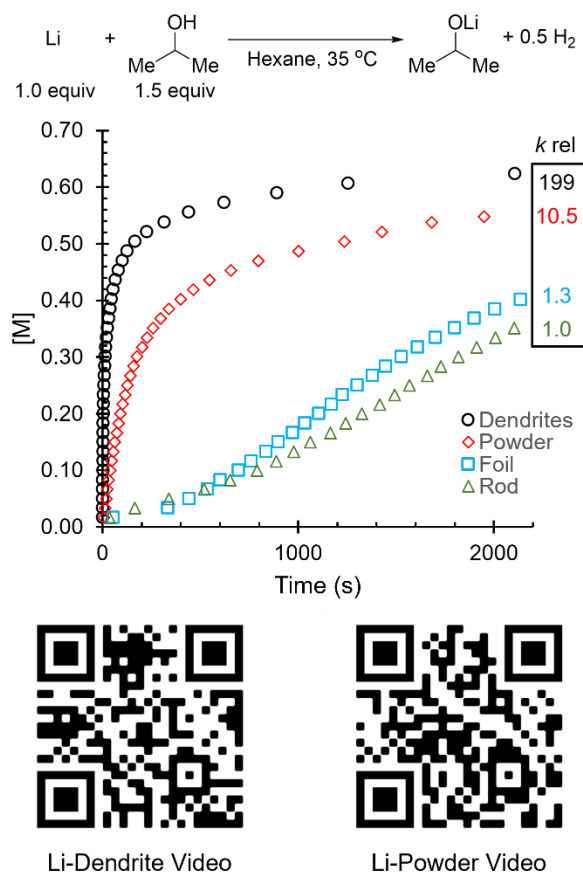 Li + OH OLi + 0.5 H2
Me Me Hexane, 35 °C Me Me
1.0 equiv 1.5 equiv
0.70
0.60
0.50
0.40
0.30
0.20
0.10
0.00
[M]
k rel
199
10.5
1.3
1.0
Dendrites
Powder
Foil
Rod
0 1000 2000
Time (s)
Li-Dendrite Video Li-Powder Video